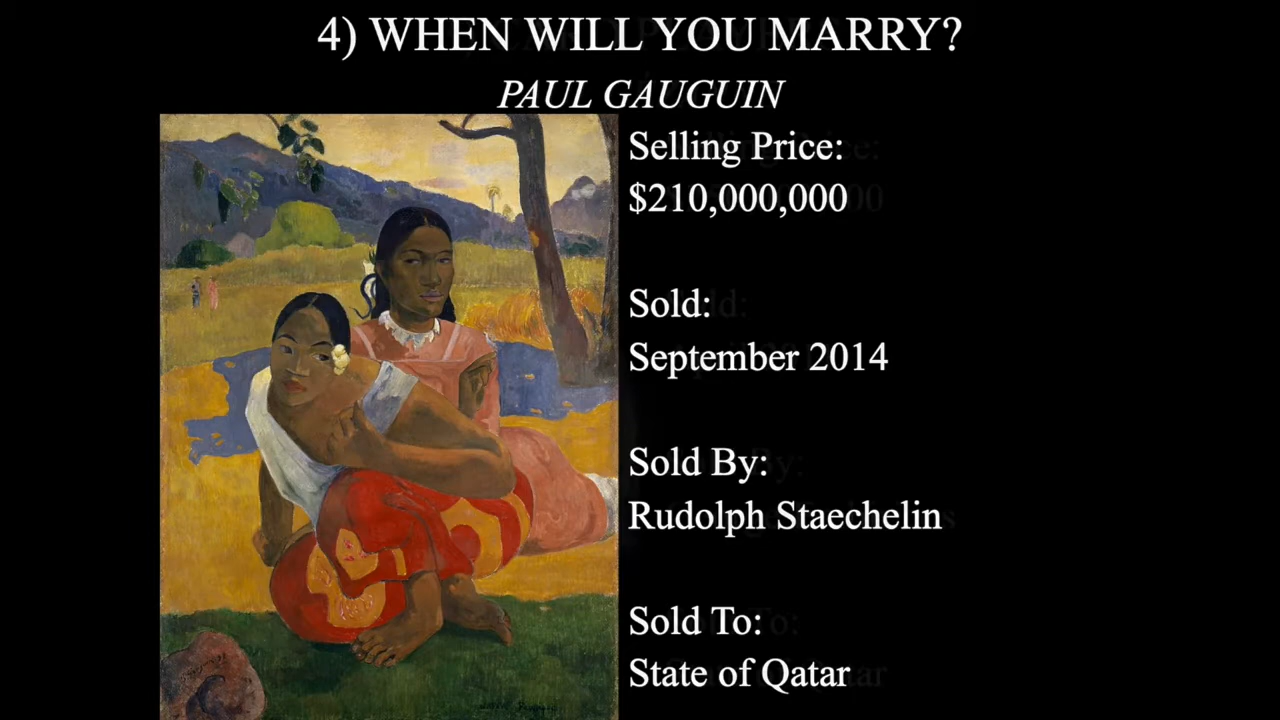 4) WHEN WILL YOU MARRY?
PAUL GAUGUIN
Selling Price:
$210,000,000
Sold:
September 2014
Sold By:
Rudolph Staechelin
Sold To:
State of Qatar